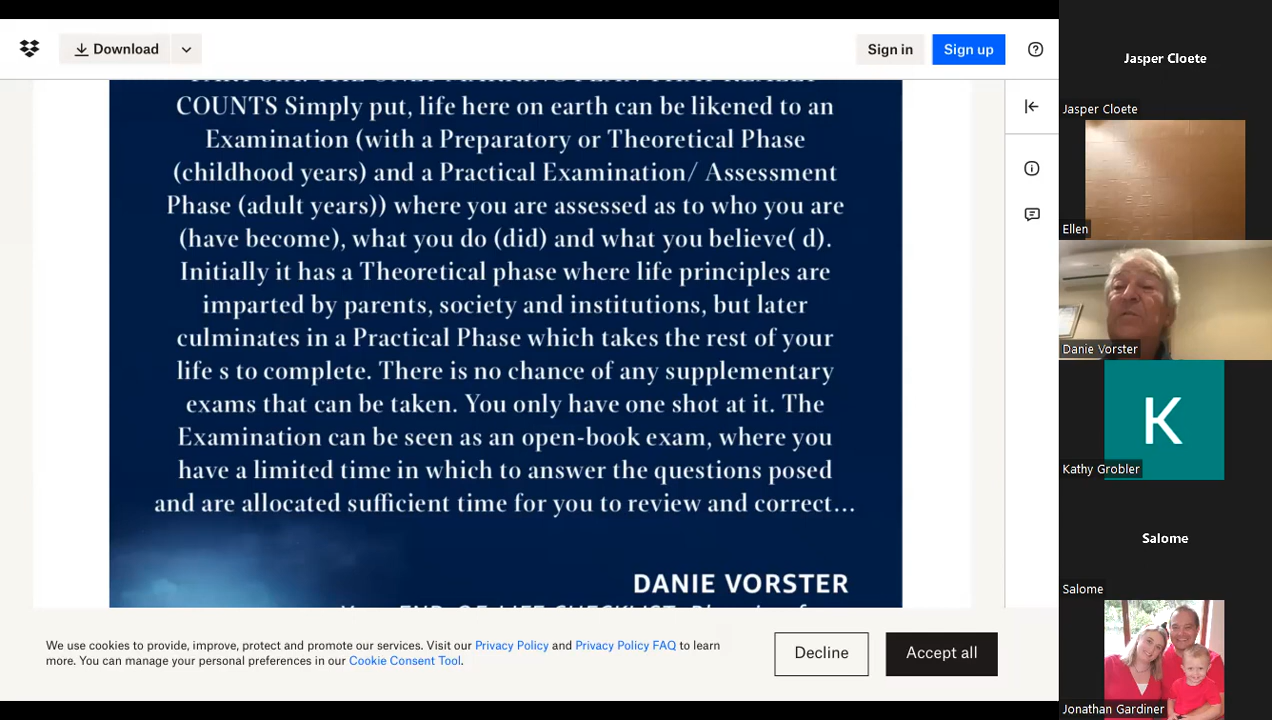 Download
Sign in
Sign up
COUNTS Simply put, life here on earth can be likened to an
Examination (with a Preparatory or Theoretical Phase
(childhood years) and a Practical Examination/ Assessment
Phase (adult years)) where you are assessed as to who you are
(have become), what you do (did) and what you believe( d).
Initially it has a Theoretical phase where life principles are
imparted by parents, society and institutions, but later
culminates in a Practical Phase which takes the rest of your
life s to complete. There is no chance of any supplementary
exams that can be taken. You only have one shot at it. The
Examination can be seen as an open-book exam, where you
have a limited time in which to answer the questions posed
and are allocated sufficient time for you to review and correct...
DANIE VORSTER
We use cookies to provide, improve, protect and promote our services. Visit our Privacy Policy and Privacy Policy FAQ to learn
more. You can manage your personal preferences in our Cookie Consent Tool.
Decline
Accept all
Jasper Cloete
Jasper Cloete
Ellen
Danie Vorster
K
Kathy Grobler
Salome
Salome
Jonathan Gardiner